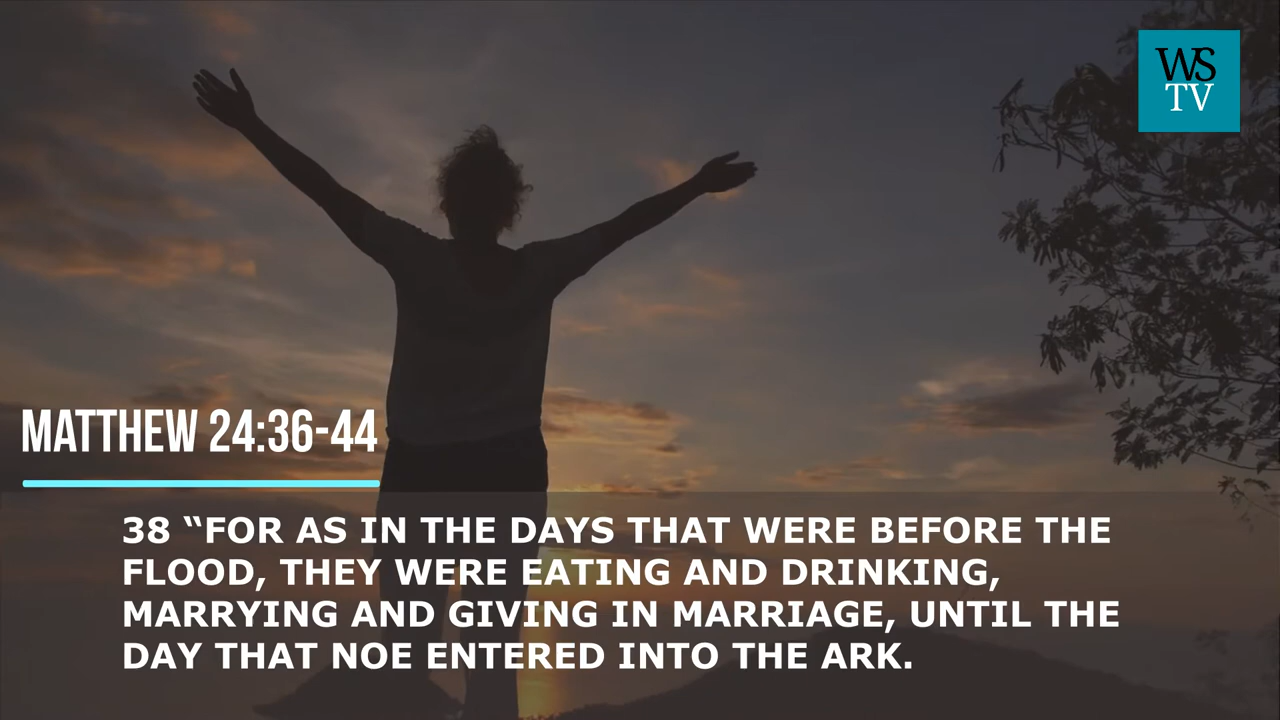 WS
TV
MATTHEW 24:36-44
38 “FOR AS IN THE DAYS THAT WERE BEFORE THE
FLOOD, THEY WERE EATING AND DRINKING,
MARRYING AND GIVING IN MARRIAGE, UNTIL THE
DAY THAT NOE ENTERED INTO THE ARK.